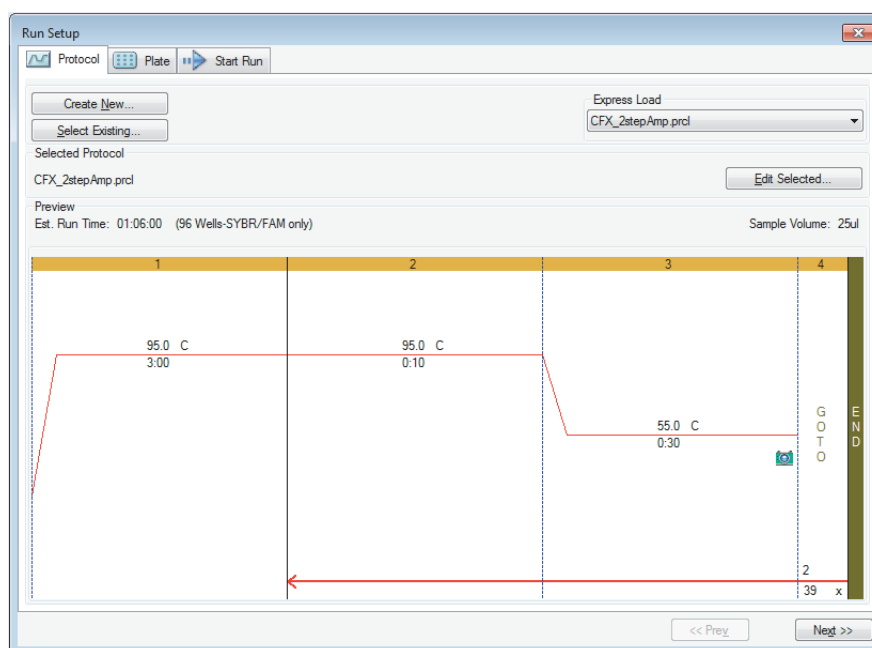 Run Setup
Protocol Plate Start Run
Create New...
Express Load
CFX_2stepAmp.prcl
Select Existing...
Selected Protocol
CFX_2stepAmp.prcl Edit Selected...
Preview
Est. Run Time: 01:06:00 (96 Wells-SYBR/FAM only) Sample Volume: 25ul
1 2 3 4
95.0 C 95.0 C
3:00 0:10
55.0 C
0:30
GOTO
END
2
39 x
<< Prev Next >>